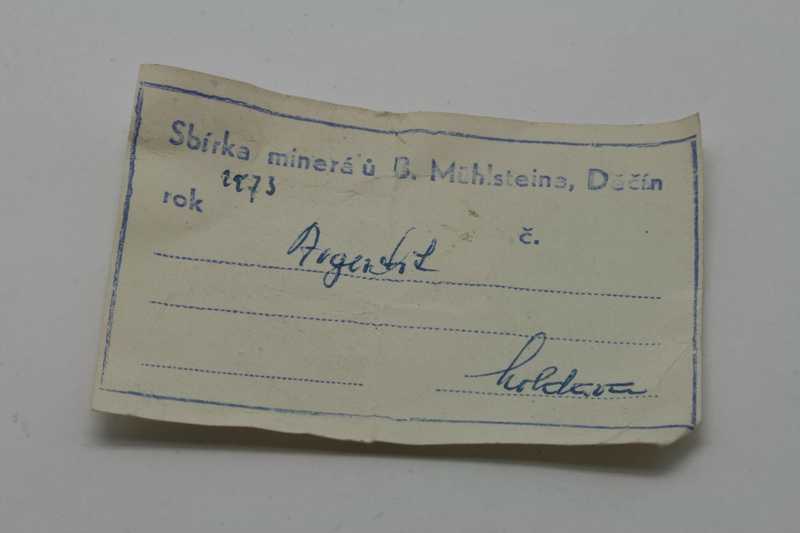 Sbírka minerálů B. Mühlsteina, Děčín
rok 1973
č.
Argentit
Moldava